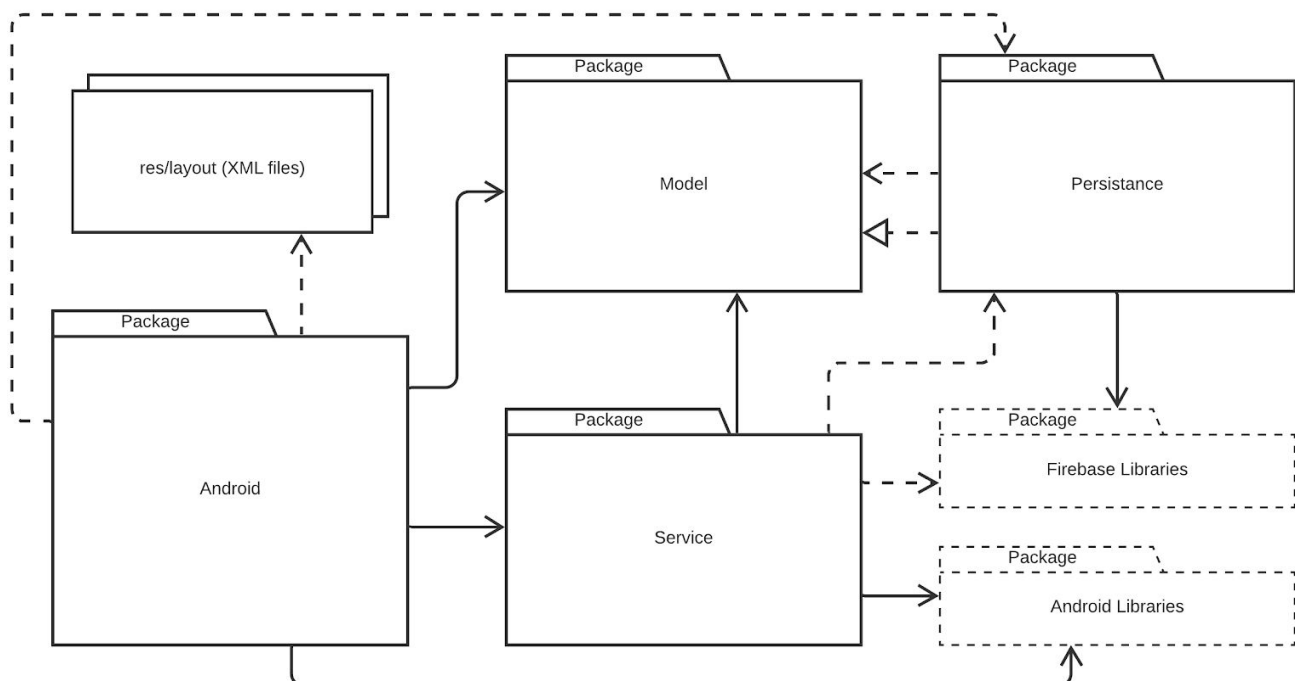 Package
Package
res/layout (XML files)
Model
Persistance
Package
Package
Package
Firebase Libraries
Android
Service
Package
Android Libraries